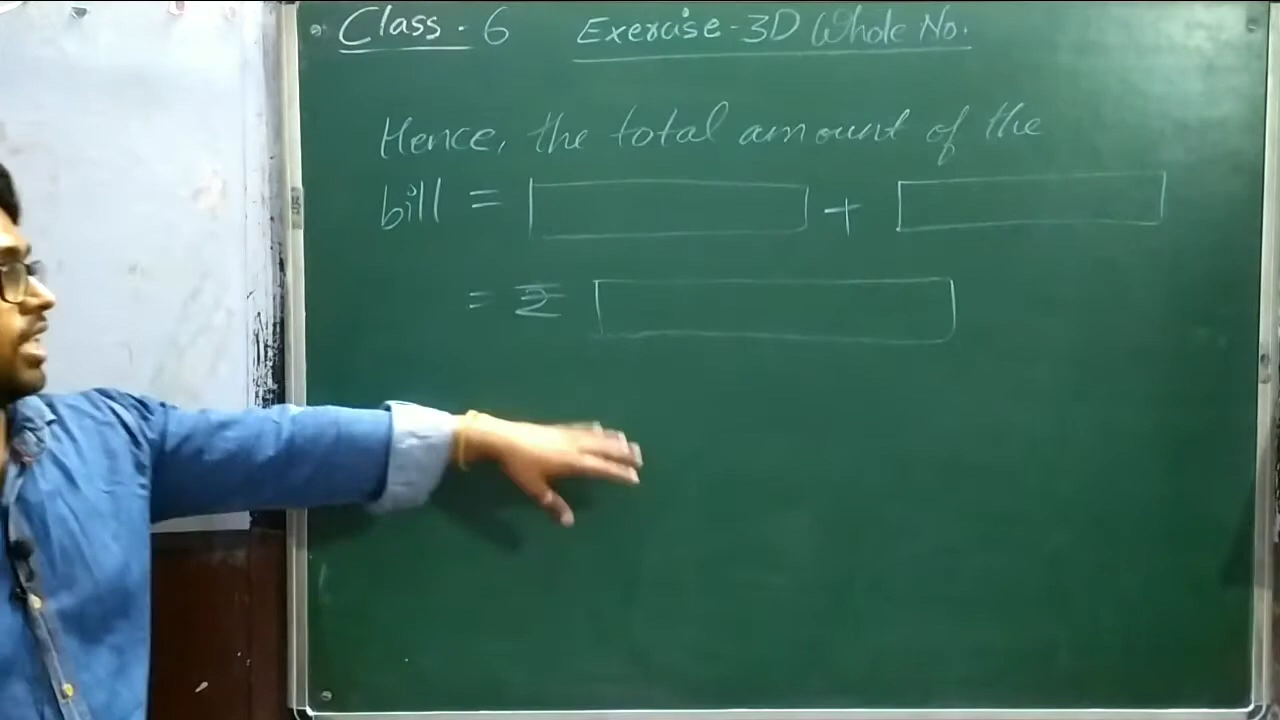 Class - 6 Exercise - 3D Whole No.
Hence, the total amount of the
bill = +
= ₹